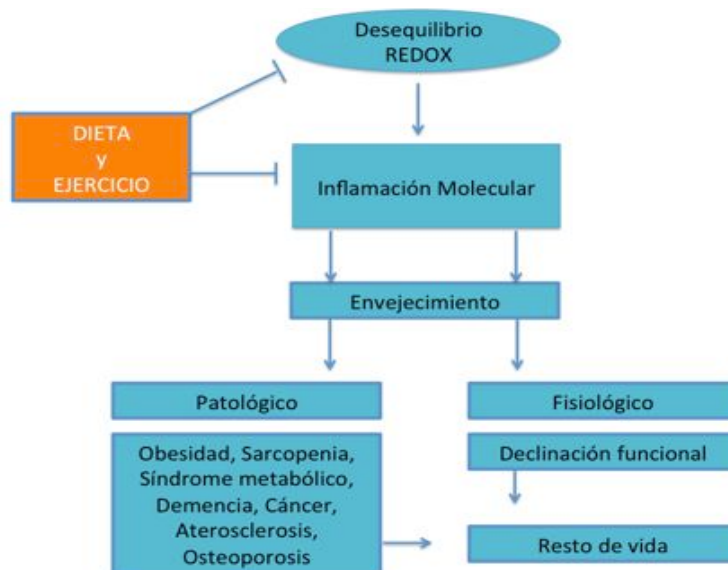 Desequilibrio
REDOX
DIETA
y
EJERCICIO
Inflamación Molecular
Envejecimiento
Patológico
Fisiológico
Obesidad, Sarcopenia,
Síndrome metabólico,
Demencia, Cáncer,
Aterosclerosis,
Osteoporosis
Declinación funcional
Resto de vida